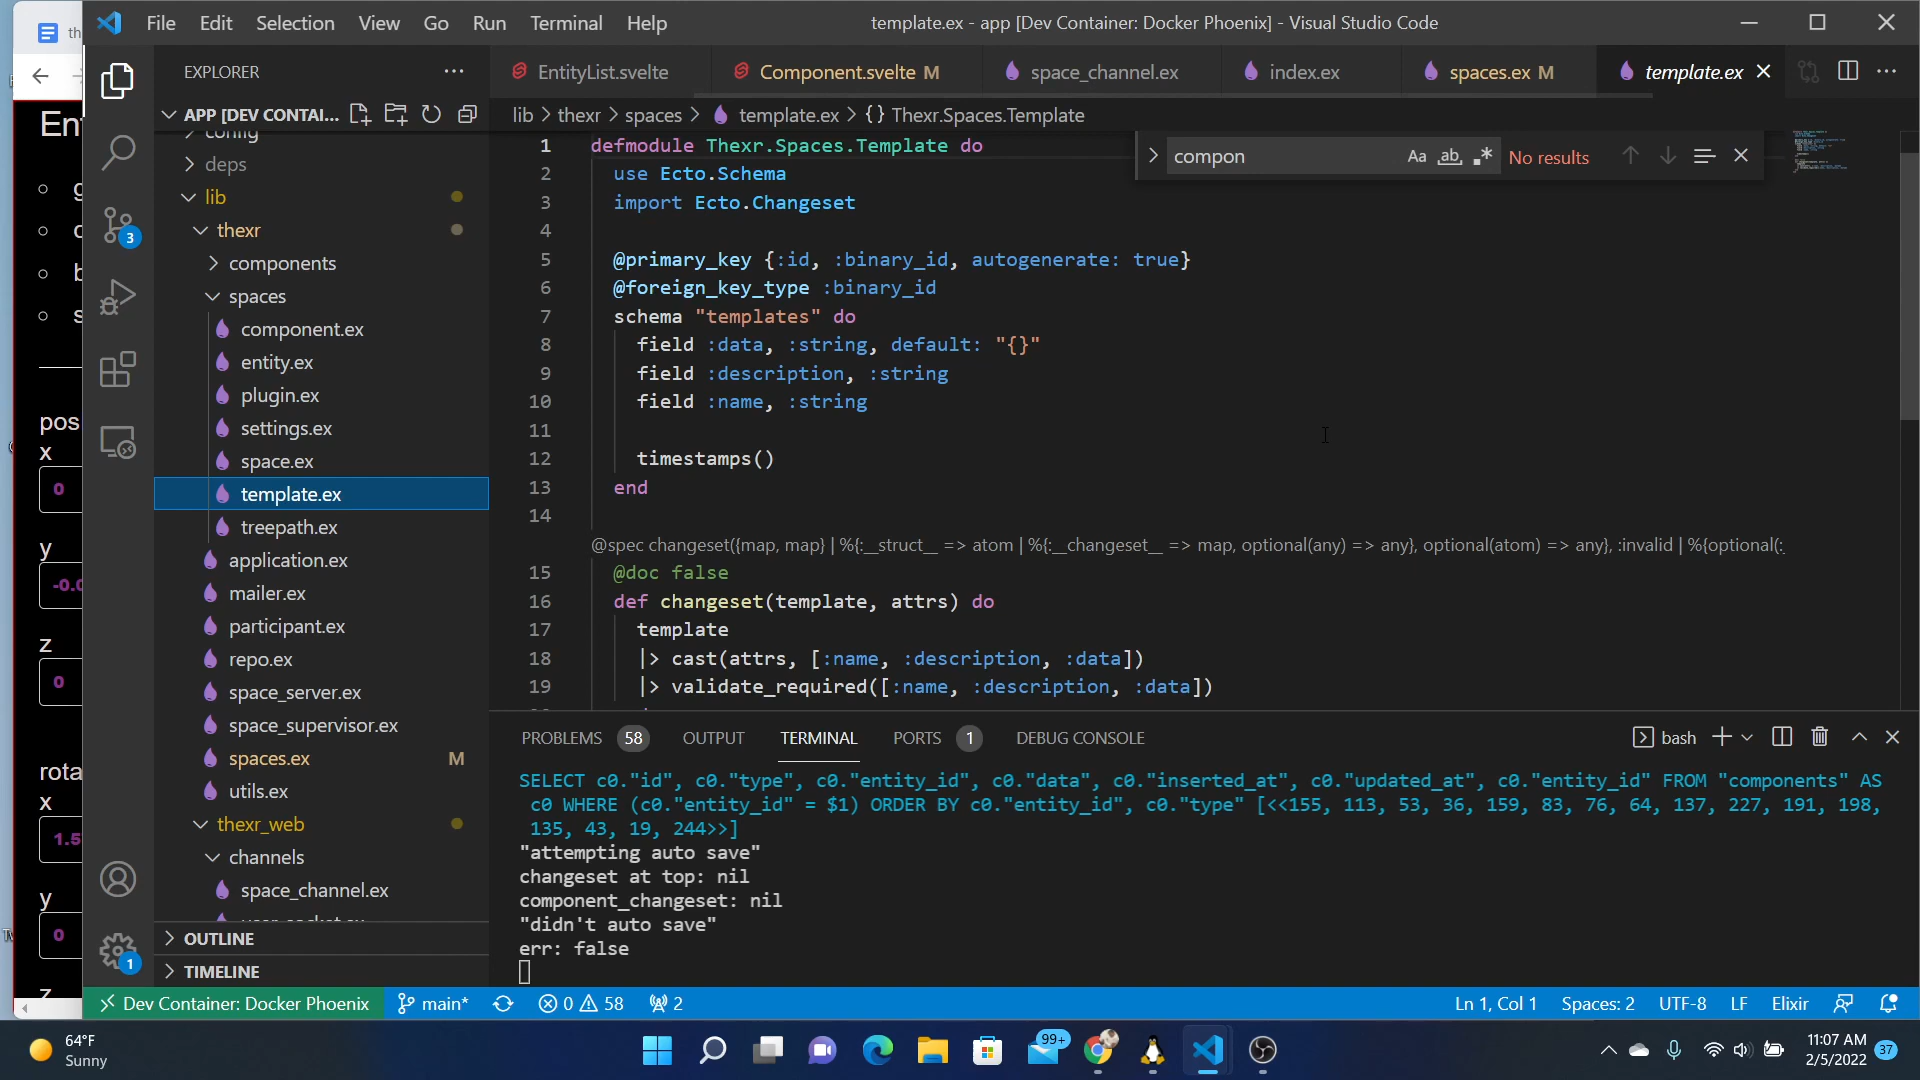 File Edit Selection View Go Run Terminal Help
template.ex - app [Dev Container: Docker Phoenix] - Visual Studio Code
EXPLORER
APP [DEV CONTAI...
config
deps
lib
thexr
components
spaces
component.ex
entity.ex
plugin.ex
settings.ex
space.ex
template.ex
treepath.ex
application.ex
mailer.ex
participant.ex
repo.ex
space_server.ex
space_supervisor.ex
spaces.ex M
utils.ex
thexr_web
channels
space_channel.ex
OUTLINE
TIMELINE
pos
x
0
y
-0.0
z
0
rota
x
1.5
y
0
z
3
1
EntityList.svelte Component.svelte M space_channel.ex index.ex spaces.ex M template.ex
lib > thexr > spaces > template.ex > {} Thexr.Spaces.Template
compon Aa ab No results
1 defmodule Thexr.Spaces.Template do
2 use Ecto.Schema
3 import Ecto.Changeset
4
5 @primary_key {:id, :binary_id, autogenerate: true}
6 @foreign_key_type :binary_id
7 schema "templates" do
8 field :data, :string, default: "{}"
9 field :description, :string
10 field :name, :string
11
12 timestamps()
13 end
14
@spec changeset({map, map} | %{:__struct__ => atom | %{:__changeset__ => map, optional(any) => any}, optional(atom) => any}, :invalid | %{optional(:
15 @doc false
16 def changeset(template, attrs) do
17 template
18 |> cast(attrs, [:name, :description, :data])
19 |> validate_required([:name, :description, :data])
PROBLEMS 58 OUTPUT TERMINAL PORTS 1 DEBUG CONSOLE bash
SELECT c0."id", c0."type", c0."entity_id", c0."data", c0."inserted_at", c0."updated_at", c0."entity_id" FROM "components" AS
c0 WHERE (c0."entity_id" = $1) ORDER BY c0."entity_id", c0."type" [<<155, 113, 53, 36, 159, 83, 76, 64, 137, 227, 191, 198,
135, 43, 19, 244>>]
"attempting auto save"
changeset at top: nil
component_changeset: nil
"didn't auto save"
err: false
Dev Container: Docker Phoenix main* 0 58 2 Ln 1, Col 1 Spaces: 2 UTF-8 LF Elixir
64°F
Sunny
99+
11:07 AM
2/5/2022 37